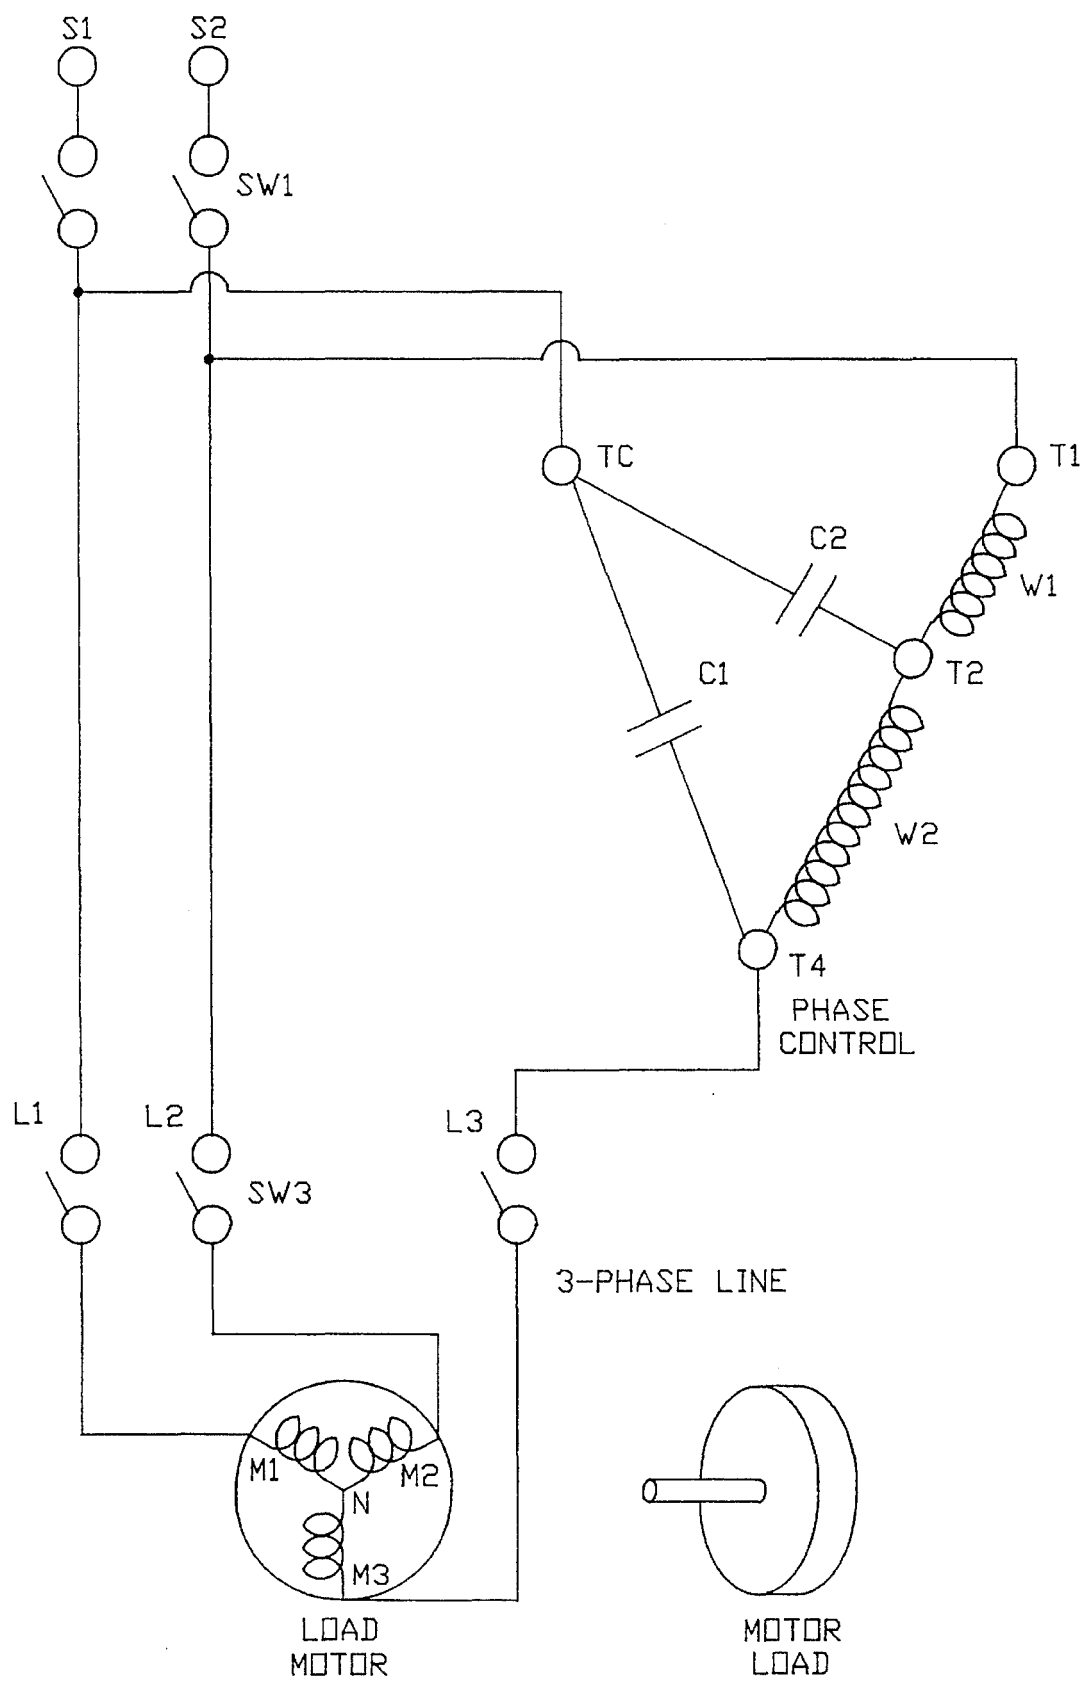 S1 S2
SW1
TC
T1
C2
W1
C1
T2
W2
T4
PHASE
CONTROL
L1 L2 L3
SW3
3-PHASE LINE
M1 M2
N
M3
LOAD
MOTOR
MOTOR
LOAD